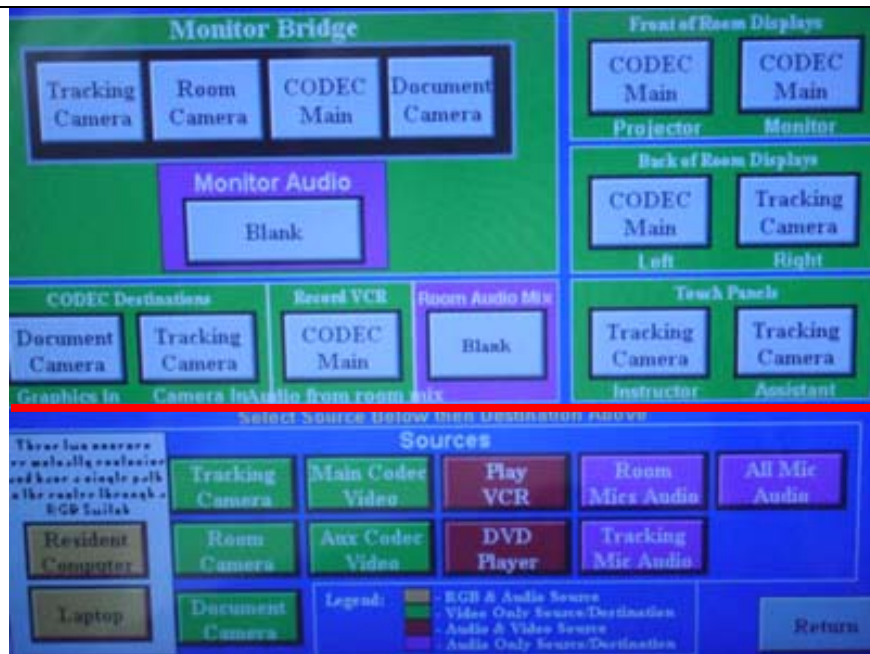 Monitor Bridge
Tracking
Camera
Room
Camera
CODEC
Main
Document
Camera
Monitor Audio
Blank
Front of Room Displays
CODEC
Main
Projector
CODEC
Main
Monitor
Back of Room Displays
CODEC
Main
Left
Tracking
Camera
Right
CODEC Destinations
Document
Camera
Graphics In
Tracking
Camera
Camera In
Record VCR
CODEC
Main
Audio from room mix
Room Audio Mix
Blank
Touch Panels
Tracking
Camera
Instructor
Tracking
Camera
Assistant
Select Source Below then Destination Above
Sources
RGB Switch
Resident
Computer
Laptop
Tracking
Camera
Main Codec
Video
Play
VCR
Room
Mics Audio
All Mic
Audio
Room
Camera
Aux Codec
Video
DVD
Player
Tracking
Mic Audio
Document
Camera
Legend:
- RGB & Audio Source
- Video Only Source/Destination
- Audio & Video Source
- Audio Only Source/Destination
Return